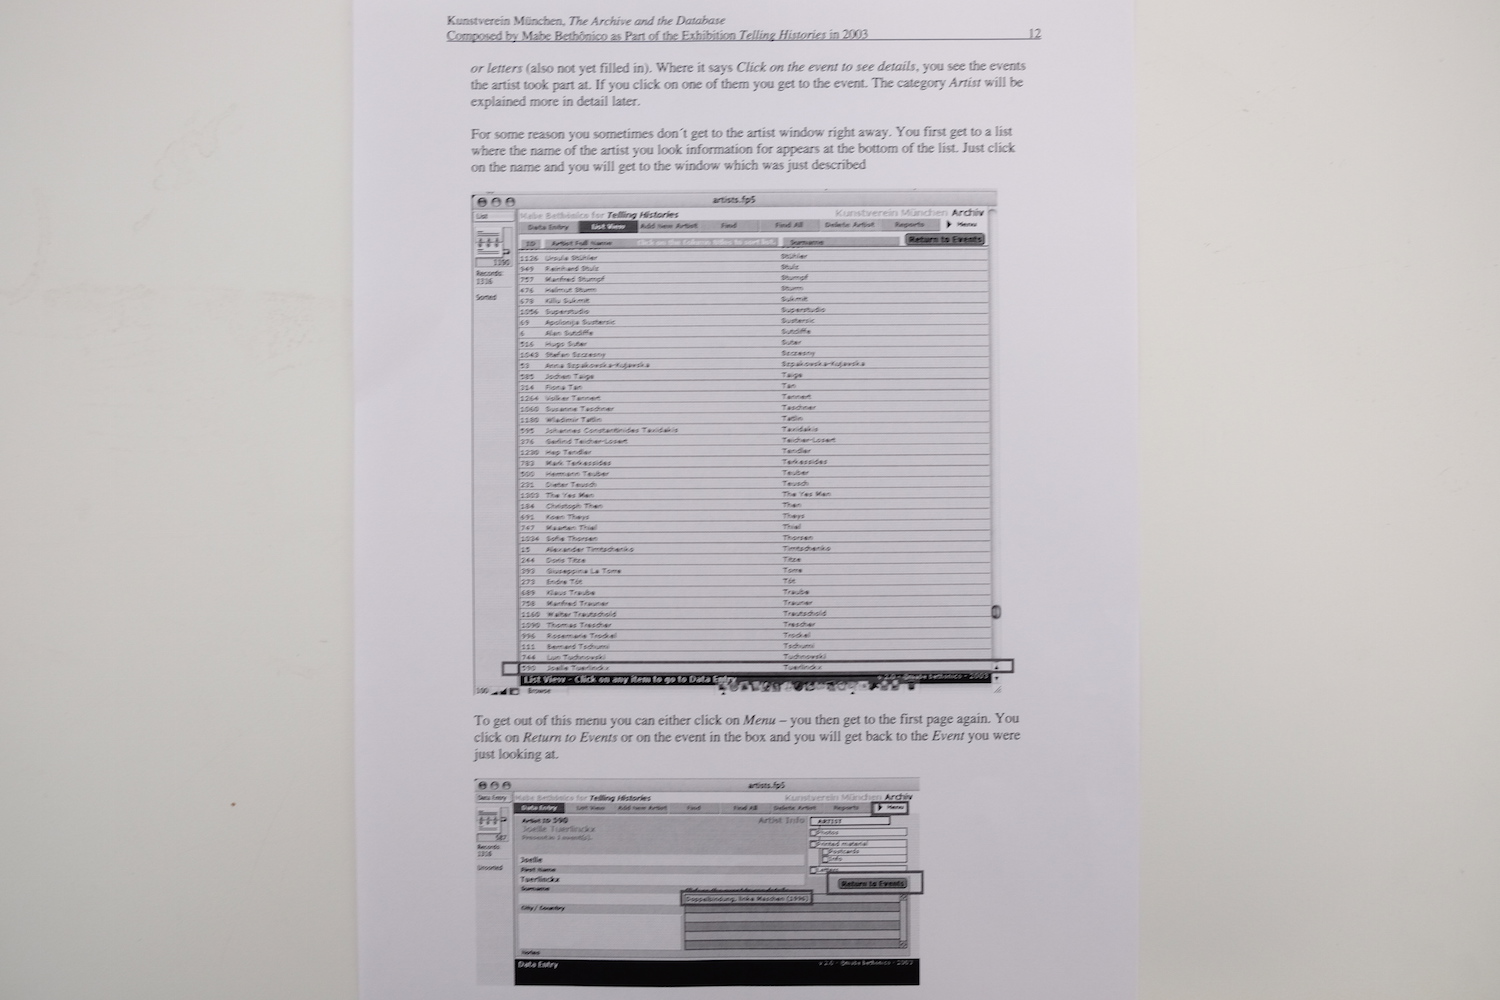 Kunstverein München, The Archive and the Database
Composed by Mabe Bethônico as Part of the Exhibition Telling Histories in 2003 12
or letters (also not yet filled in). Where it says Click on the event to see details, you see the events
the artist took part at. If you click on one of them you get to the event. The category Artist will be
explained more in detail later.
For some reason you sometimes don´t get to the artist window right away. You first get to a list
where the name of the artist you look information for appears at the bottom of the list. Just click
on the name and you will get to the window which was just described
artists.fp5
List Mabe Bethônico for Telling Histories Kunstverein München Archiv
Data Entry List View Add New Artist Find Find All Delete Artist Reports Menu
ID Artist Full Name Click on the Column titles to sort list. Surname Return to Events
1190
Records:
1316
Sorted
1126 Ursula Stühler Stühler
949 Reinhard Stulz Stulz
757 Manfred Stumpf Stumpf
476 Helmut Sturm Sturm
678 Sukmit Sukmit
1056 Superstudio Superstudio
69 Apolonija Sustersic Sustersic
6 Alan Sutcliffe Sutcliffe
516 Hugo Suter Suter
1043 Stefan Szczesny Szczesny
53 Anna Szpakowska-Kujawska Szpakowska-Kujawska
585 Jochen Taige Taige
314 Fiona Tan Tan
1264 Volker Tannert Tannert
1060 Susanne Taschner Taschner
1180 Wladimir Tatlin Tatlin
595 Johannes Constantinides Taxidakis Taxidakis
376 Gerlind Teicher-Losert Teicher-Losert
1230 Hep Tendler Tendler
783 Mark Terkessides Terkessides
500 Hermann Teuber Teuber
231 Dieter Teusch Teusch
1303 The Yes Men The Yes Men
184 Christoph Then Then
691 Koen Theys Theys
747 Maarten Thiel Thiel
1034 Sofie Thorsen Thorsen
15 Alexander Timtschenko Timtschenko
244 Doris Titze Titze
393 Giuseppina La Torre Torre
273 Endre Tót Tót
689 Klaus Traube Traube
758 Manfred Trauner Trauner
1160 Walter Trautschold Trautschold
1090 Thomas Trescher Trescher
996 Rosemarie Trockel Trockel
111 Bernard Tschumi Tschumi
744 Tuchnowski Tuchnowski
590 Joelle Tuerlinckx Tuerlinckx
List View - Click on any item to go to Data Entry v 2.0 - ©mabe bethonico - 2003
100 Browse
To get out of this menu you can either click on Menu – you then get to the first page again. You
click on Return to Events or on the event in the box and you will get back to the Event you were
just looking at.
artists.fp5
Data Entry Mabe Bethônico for Telling Histories Kunstverein München Archiv
Data Entry List View Add New Artist Find Find All Delete Artist Reports Menu
587
Records:
1316
Unsorted
Artist ID 590 Artist Info ARTIST
Joelle Tuerlinckx Photos
Present in 1 event(s). Printed material
Postcards
Info
Joelle
First Name Letters
Tuerlinckx Return to Events
Surname
Doppelbindung, linke Maschen (1996)
City/ Country
Notes
Data Entry v 2.0 - ©mabe bethonico - 2003